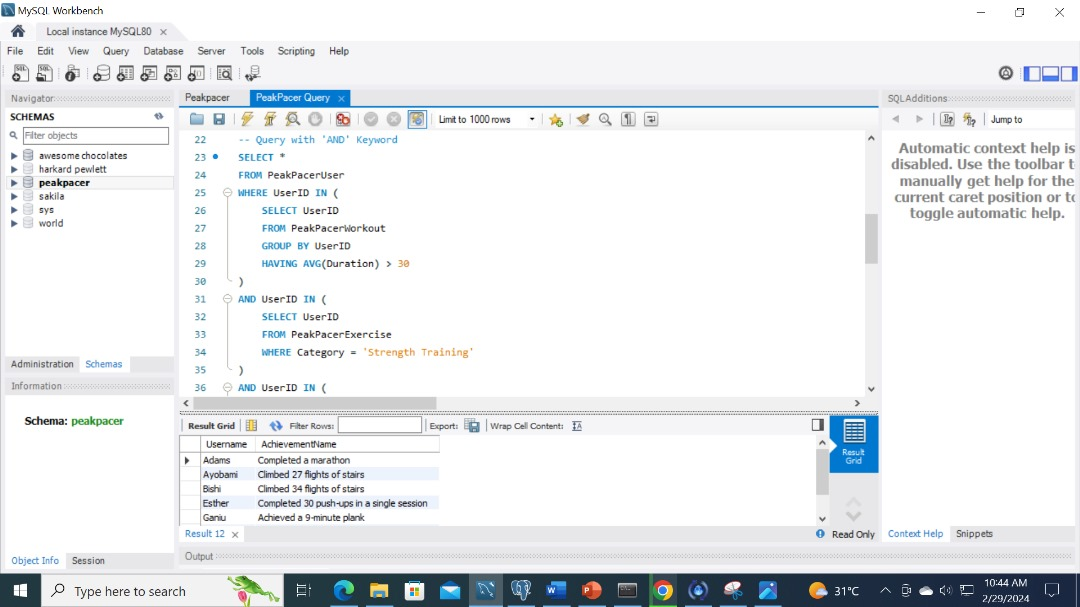 MySQL Workbench
Local instance MySQL80
File Edit View Query Database Server Tools Scripting Help
Navigator
SCHEMAS
Filter objects
awesome chocolates
harkard pewlett
peakpacer
sakila
sys
world
Administration Schemas
Information
Schema: peakpacer
Object Info Session
Peakpacer PeakPacer Query
Limit to 1000 rows
22 -- Query with 'AND' Keyword
23 SELECT *
24 FROM PeakPacerUser
25 WHERE UserID IN (
26 SELECT UserID
27 FROM PeakPacerWorkout
28 GROUP BY UserID
29 HAVING AVG(Duration) > 30
30 )
31 AND UserID IN (
32 SELECT UserID
33 FROM PeakPacerExercise
34 WHERE Category = 'Strength Training'
35 )
36 AND UserID IN (
Result Grid Filter Rows: Export: Wrap Cell Content:
Username AchievementName
Adams Completed a marathon
Ayobami Climbed 27 flights of stairs
Bishi Climbed 34 flights of stairs
Esther Completed 30 push-ups in a single session
Ganiu Achieved a 9-minute plank
Result Grid
Result 12
Read Only
Output
SQLAdditions
Jump to
Automatic context help is
disabled. Use the toolbar t
manually get help for the
current caret position or to
toggle automatic help.
Context Help Snippets
Type here to search
31°C
10:44 AM
2/29/2024